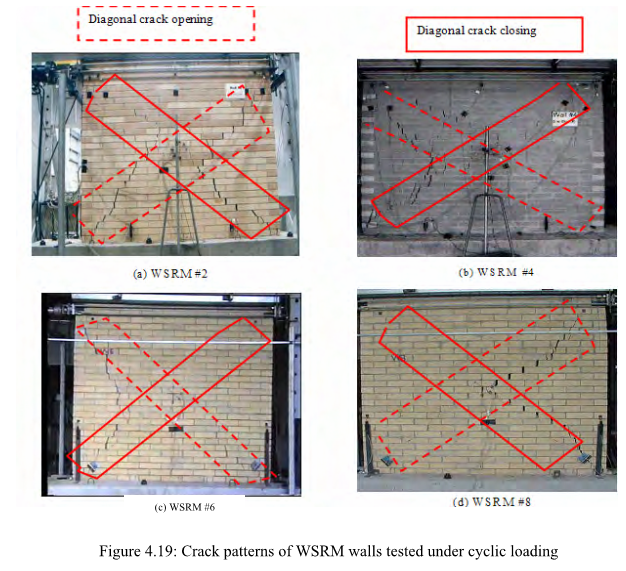 Diagonal crack opening
Diagonal crack closing
(a) WSRM #2
(b) WSRM #4
(c) WSRM #6
(d) WSRM #8
Figure 4.19: Crack patterns of WSRM walls tested under cyclic loading